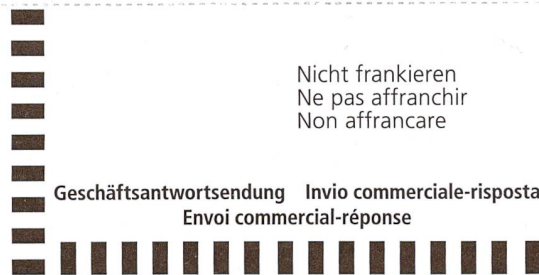 Nicht frankieren
Ne pas affranchir
Non affrancare
Geschäftsantwortsendung Invio commerciale-risposta
Envoi commercial-réponse